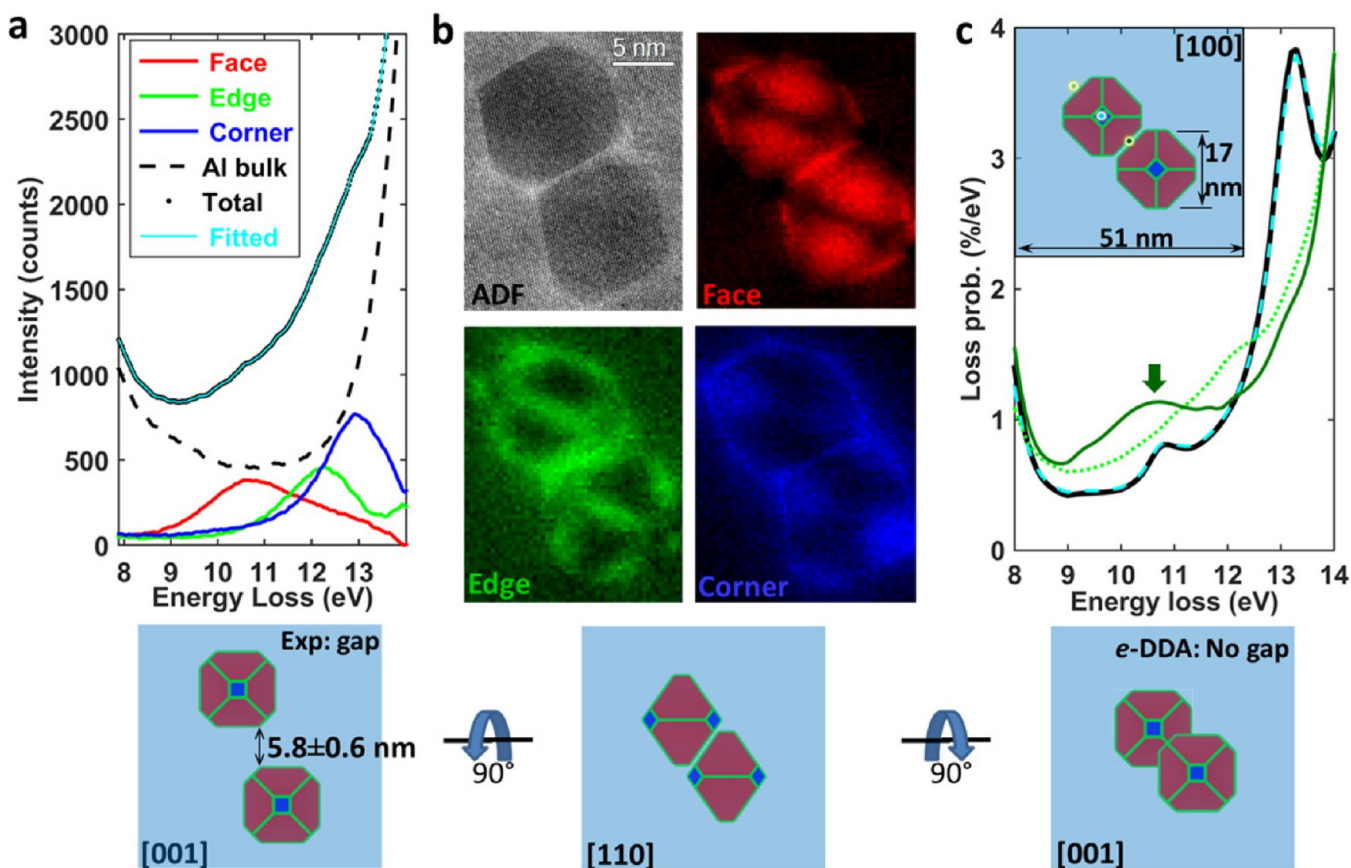 a
3000
2500
2000
1500
1000
500
0
Intensity (counts)
Face
Edge
Corner
Al bulk
Total
Fitted
8 9 10 11 12 13
Energy Loss (eV)
b
5 nm
ADF
Face
Edge
Corner
c
4
3
2
1
0
Loss prob. (%/eV)
[100]
17
nm
51 nm
8 9 10 11 12 13 14
Energy loss (eV)
Exp: gap
5.8±0.6 nm
[001]
90°
[110]
90°
e-DDA: No gap
[001]